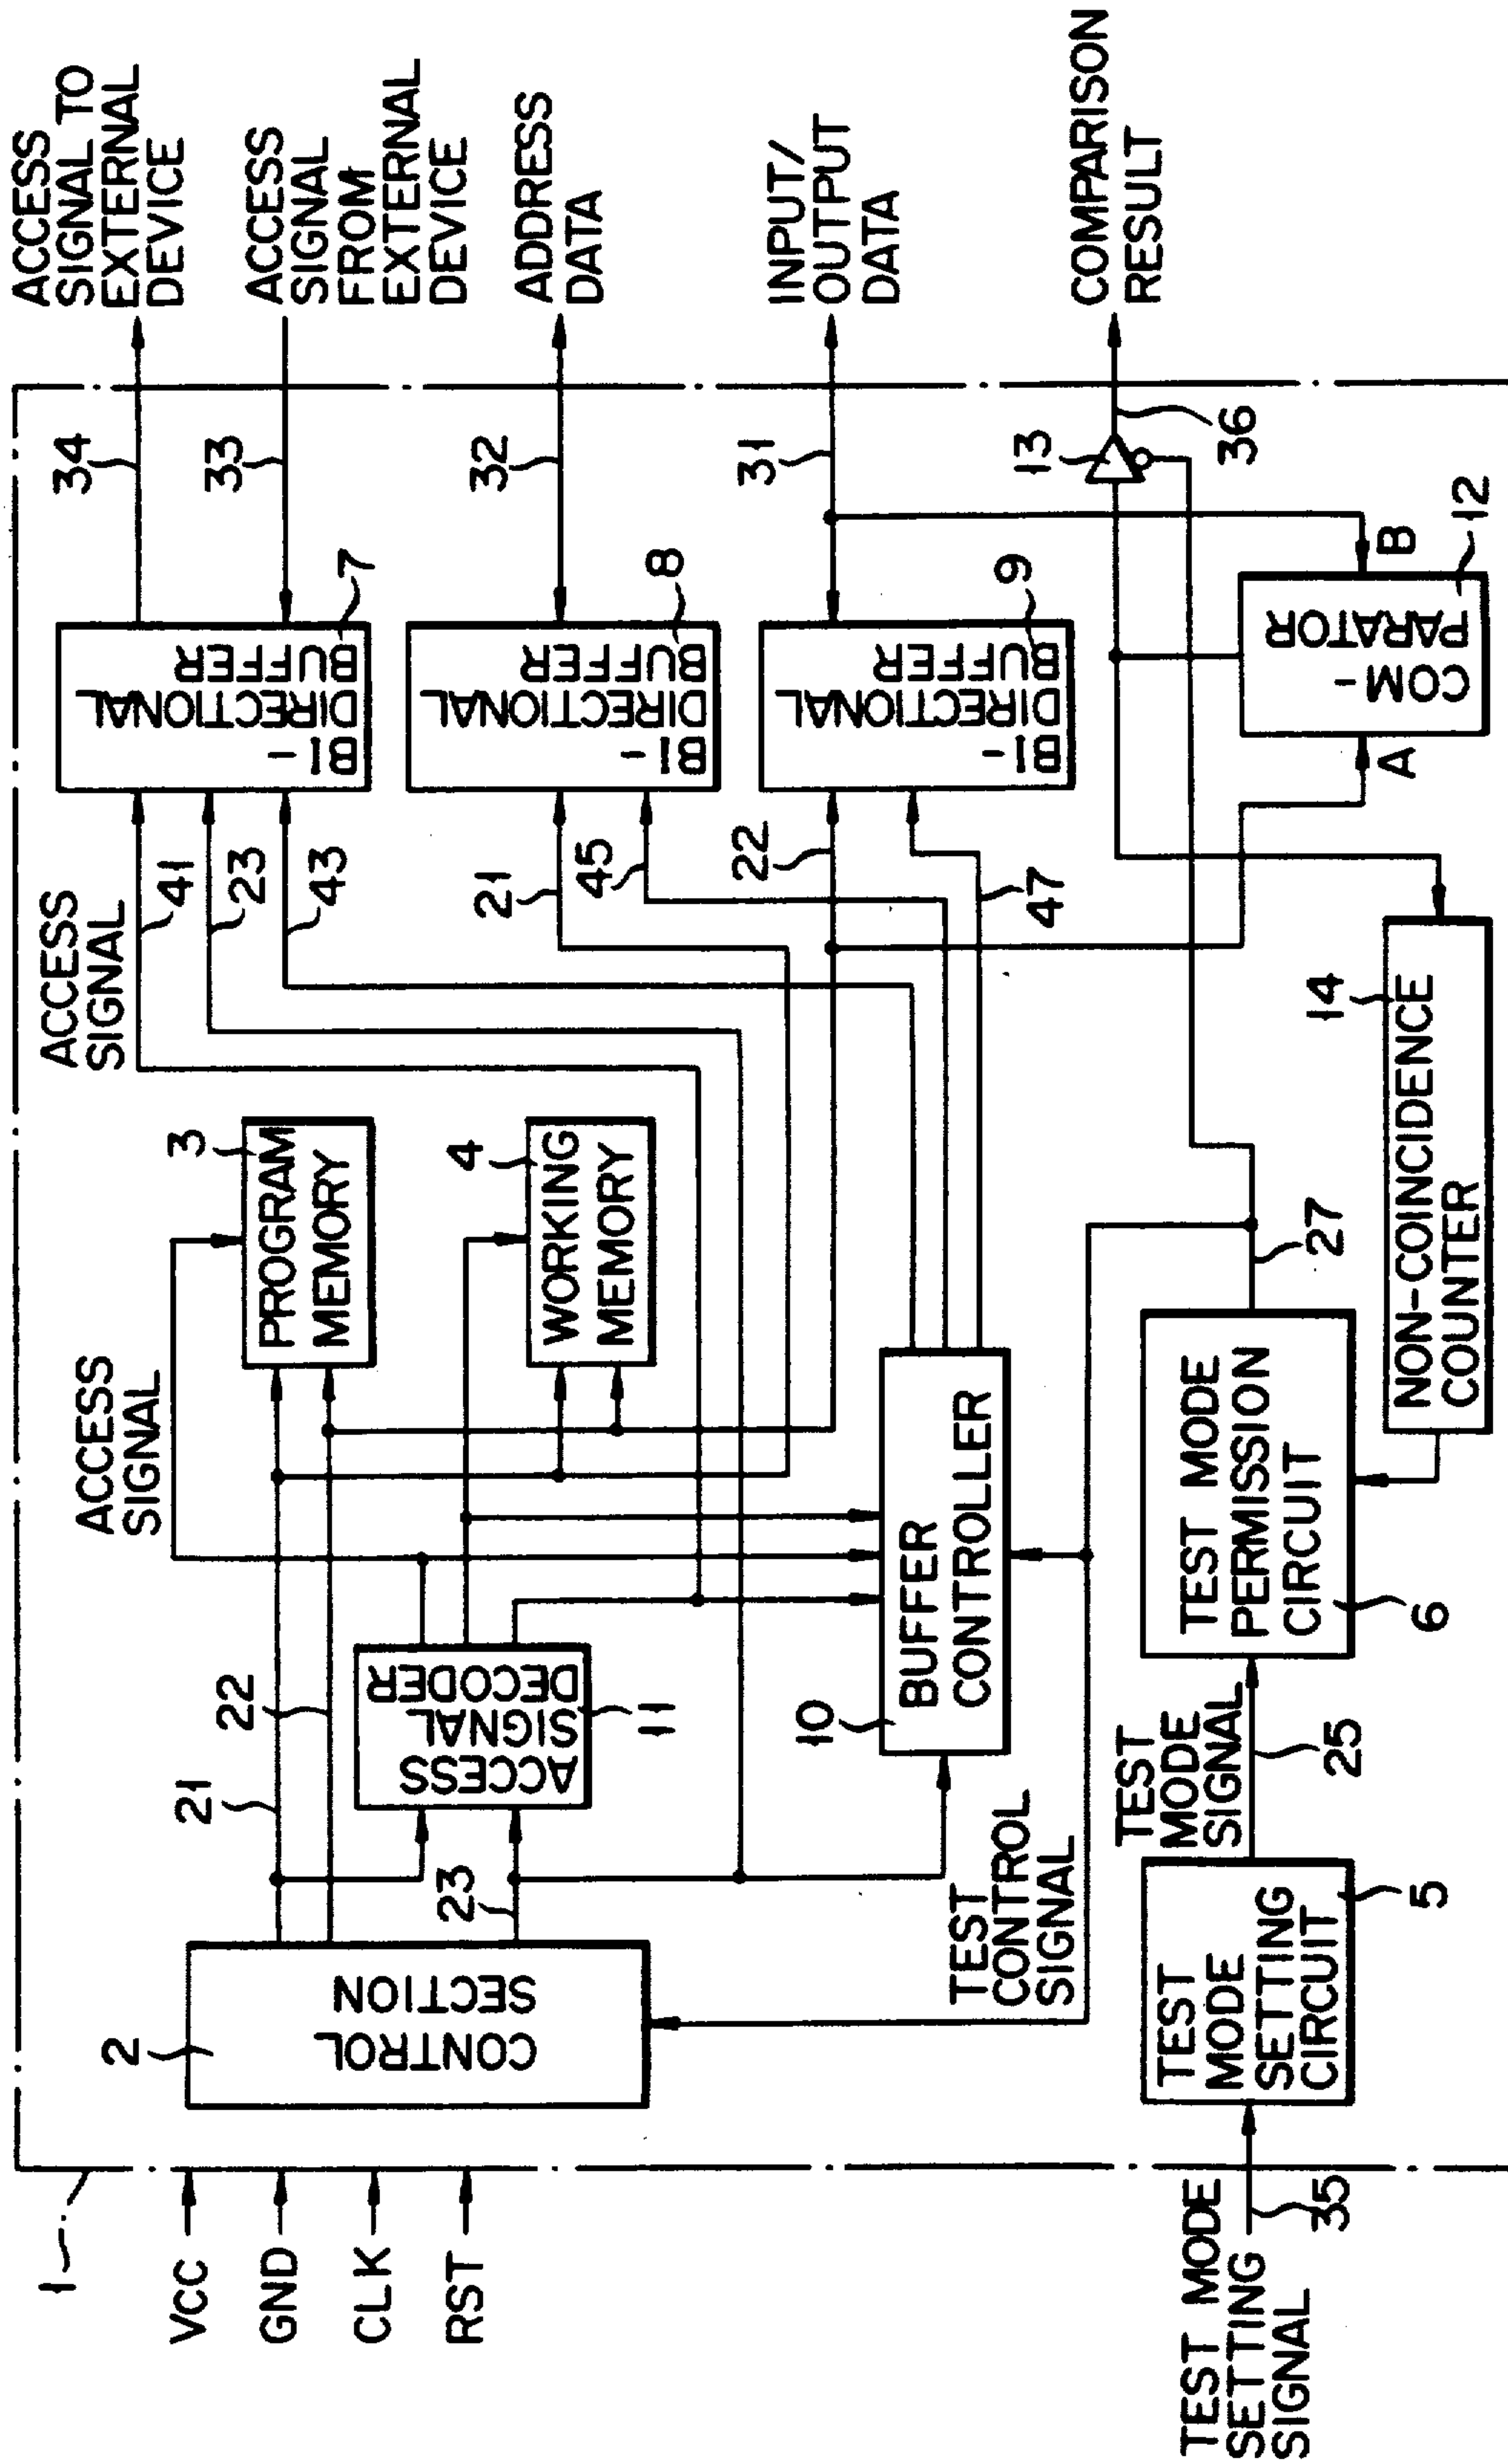 1
VCC
GND
CLK
RST
TEST MODE
SETTING
SIGNAL
35
2
CONTROL
SECTION
21
22
23
ACCESS
SIGNAL
DECODER
11
ACCESS
SIGNAL
3
PROGRAM
MEMORY
4
WORKING
MEMORY
ACCESS
SIGNAL
41
23
43
21
45
22
47
BI-
DIRECTIONAL
BUFFER
7
BI-
DIRECTIONAL
BUFFER
8
BI-
DIRECTIONAL
BUFFER
9
34
33
32
31
ACCESS
SIGNAL TO
EXTERNAL
DEVICE
ACCESS
SIGNAL
FROM
EXTERNAL
DEVICE
ADDRESS
DATA
INPUT/
OUTPUT
DATA
COMPARISON
RESULT
13
36
10
BUFFER
CONTROLLER
TEST
CONTROL
SIGNAL
TEST
MODE
SETTING
CIRCUIT
5
TEST
MODE
SIGNAL
25
TEST MODE
PERMISSION
CIRCUIT
6
27
14
NON-COINCIDENCE
COUNTER
A
COM-
PARATOR
B
12